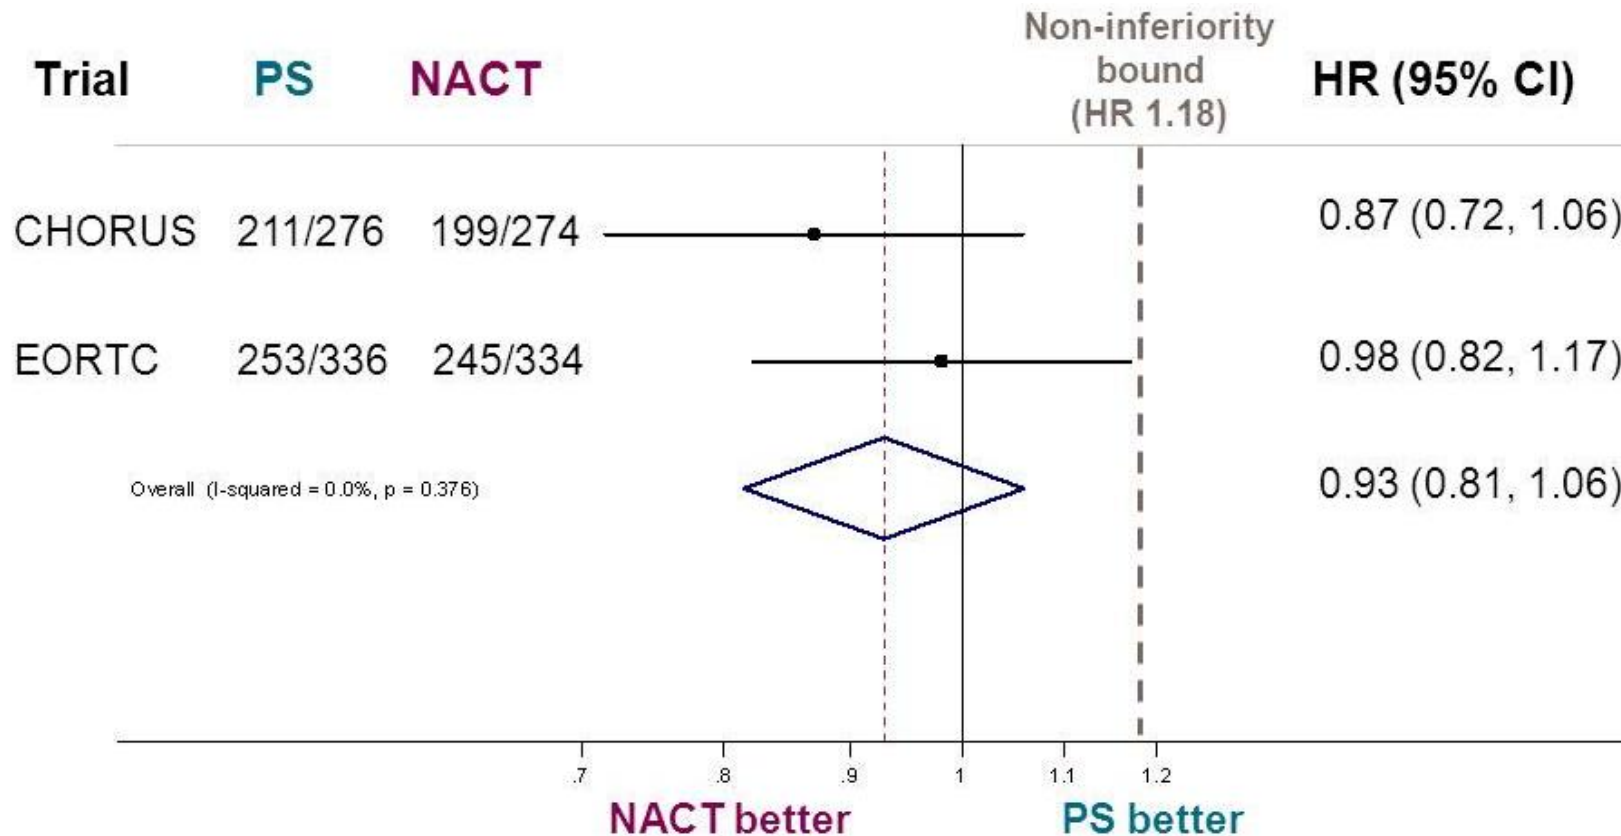 Trial PS NACT Non-inferiority bound (HR 1.18) HR (95% CI)
CHORUS 211/276 199/274 0.87 (0.72, 1.06)
EORTC 253/336 245/334 0.98 (0.82, 1.17)
Overall (I-squared = 0.0%, p = 0.376) 0.93 (0.81, 1.06)
.7 .8 .9 1 1.1 1.2
NACT better PS better